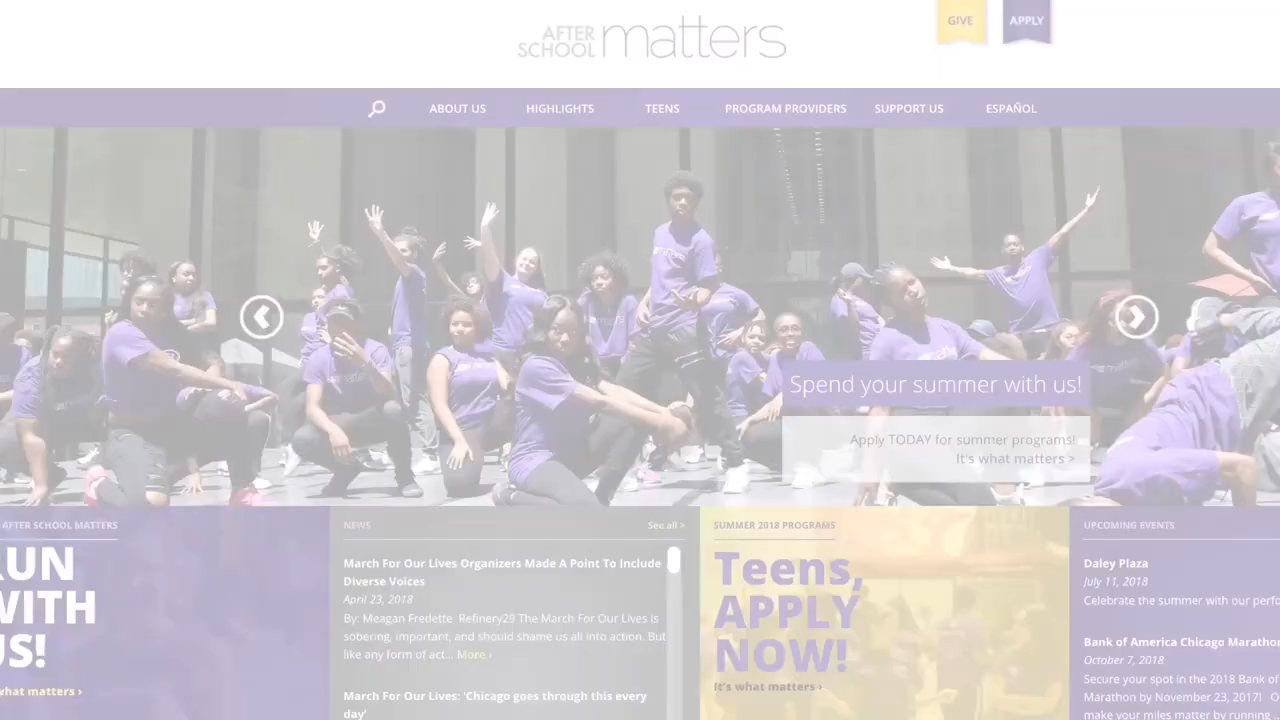 AFTER
SCHOOL matters
GIVE
APPLY
ABOUT US
HIGHLIGHTS
TEENS
PROGRAM PROVIDERS
SUPPORT US
ESPAÑOL
Spend your summer with us!
Apply TODAY for summer programs!
It's what matters >
AFTER SCHOOL MATTERS
RUN
WITH
US!
what matters ›
NEWS
See all >
March For Our Lives Organizers Made A Point To Include
Diverse Voices
April 23, 2018
By: Meagan Fredette Refinery29 The March For Our Lives is
sobering, important, and should shame us all into action. But
like any form of act... More ›
March For Our Lives: 'Chicago goes through this every
day'
SUMMER 2018 PROGRAMS
Teens,
APPLY
NOW!
It's what matters ›
UPCOMING EVENTS
Daley Plaza
July 11, 2018
Celebrate the summer with our perfo
Bank of America Chicago Marathon
October 7, 2018
Secure your spot in the 2018 Bank of
Marathon by November 23, 2017! O
make your miles matter by running